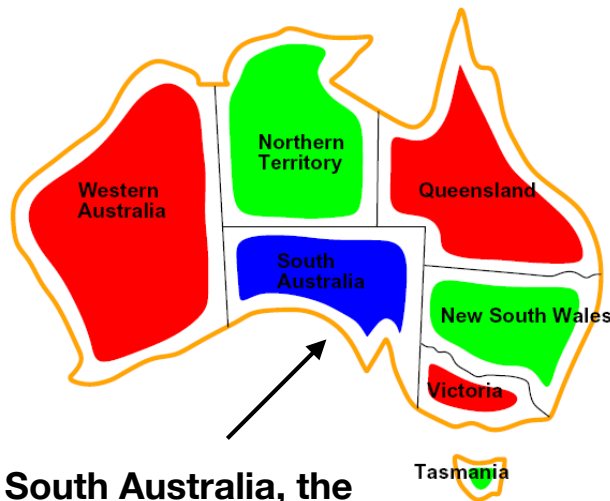 Northern
Territory
Western
Australia
Queensland
South
Australia
New South Wales
Victoria
Tasmania
South Australia, the